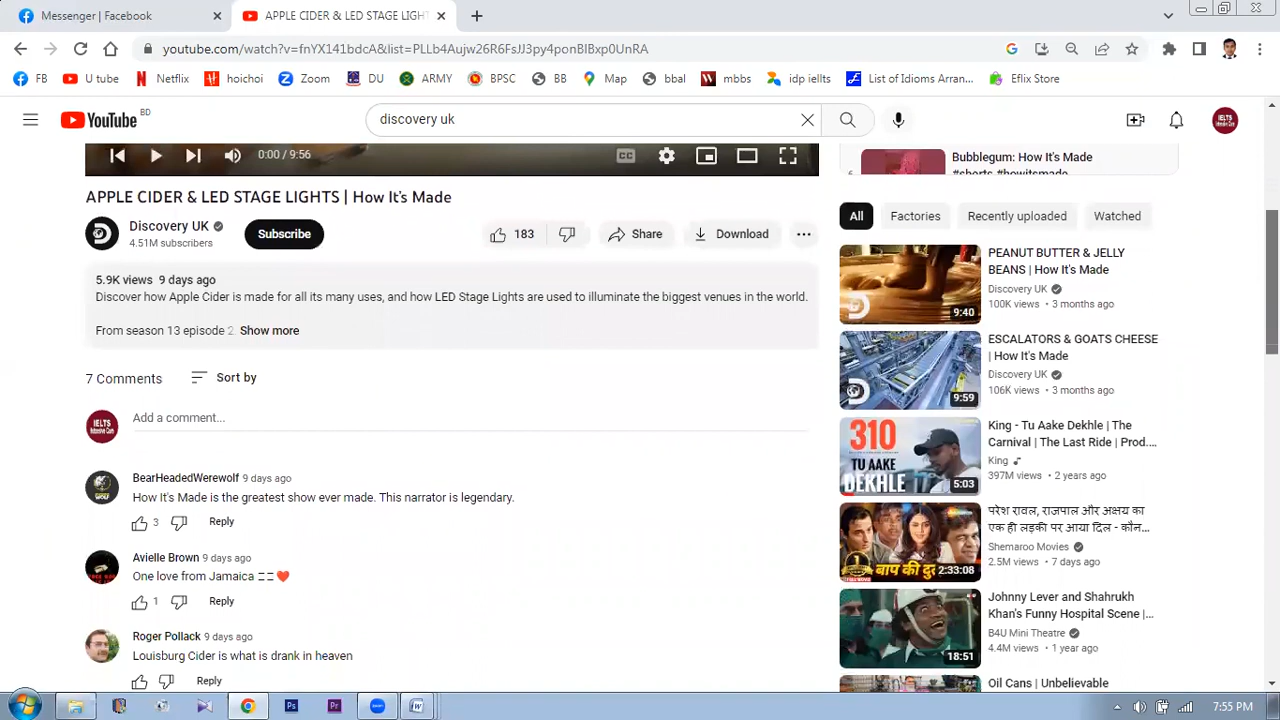 Messenger | Facebook
APPLE CIDER & LED STAGE LIGHT
youtube.com/watch?v=fnYX141bdcA&list=PLLb4Aujw26R6FsJJ3py4ponBlBxp0UnRA
FB U tube Netflix hoichoi Zoom DU ARMY BPSC BB Map bbal mbbs idp ielts List of Idioms Arran... Eflix Store
YouTube BD
discovery uk
0:00 / 9:56
CC
Bubblegum: How It's Made
#shorts #howitsmade
6
APPLE CIDER & LED STAGE LIGHTS | How It's Made
Discovery UK
4.51M subscribers
Subscribe
183
Share
Download
All Factories Recently uploaded Watched
5.9K views 9 days ago
Discover how Apple Cider is made for all its many uses, and how LED Stage Lights are used to illuminate the biggest venues in the world.
From season 13 episode 2. Show more
7 Comments
Sort by
IELTS
Add a comment...
BearHeadedWerewolf 9 days ago
How It's Made is the greatest show ever made. This narrator is legendary.
3 Reply
Avielle Brown 9 days ago
One love from Jamaica
1 Reply
Roger Pollack 9 days ago
Louisburg Cider is what is drank in heaven
Reply
9:40
PEANUT BUTTER & JELLY
BEANS | How It's Made
Discovery UK
100K views • 3 months ago
9:59
ESCALATORS & GOATS CHEESE
| How It's Made
Discovery UK
106K views • 3 months ago
310
TU AAKE
DEKHLE
5:03
King - Tu Aake Dekhle | The
Carnival | The Last Ride | Prod....
King
397M views • 2 years ago
बाप की दु
2:33:08
परेश रावल, राजपाल और अक्षय का
एक ही लड़की पर आया दिल - कौन...
Shemaroo Movies
2.5M views • 7 days ago
18:51
Johnny Lever and Shahrukh
Khan's Funny Hospital Scene |...
B4U Mini Theatre
4.4M views • 1 year ago
Oil Cans | Unbelievable
7:55 PM